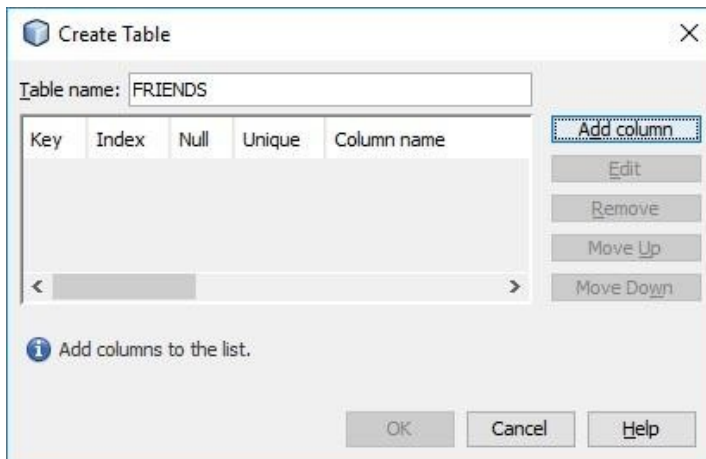 Create Table
Table name: FRIENDS
Key Index Null Unique Column name
Add column
Edit
Remove
Move Up
Move Down
Add columns to the list.
OK Cancel Help